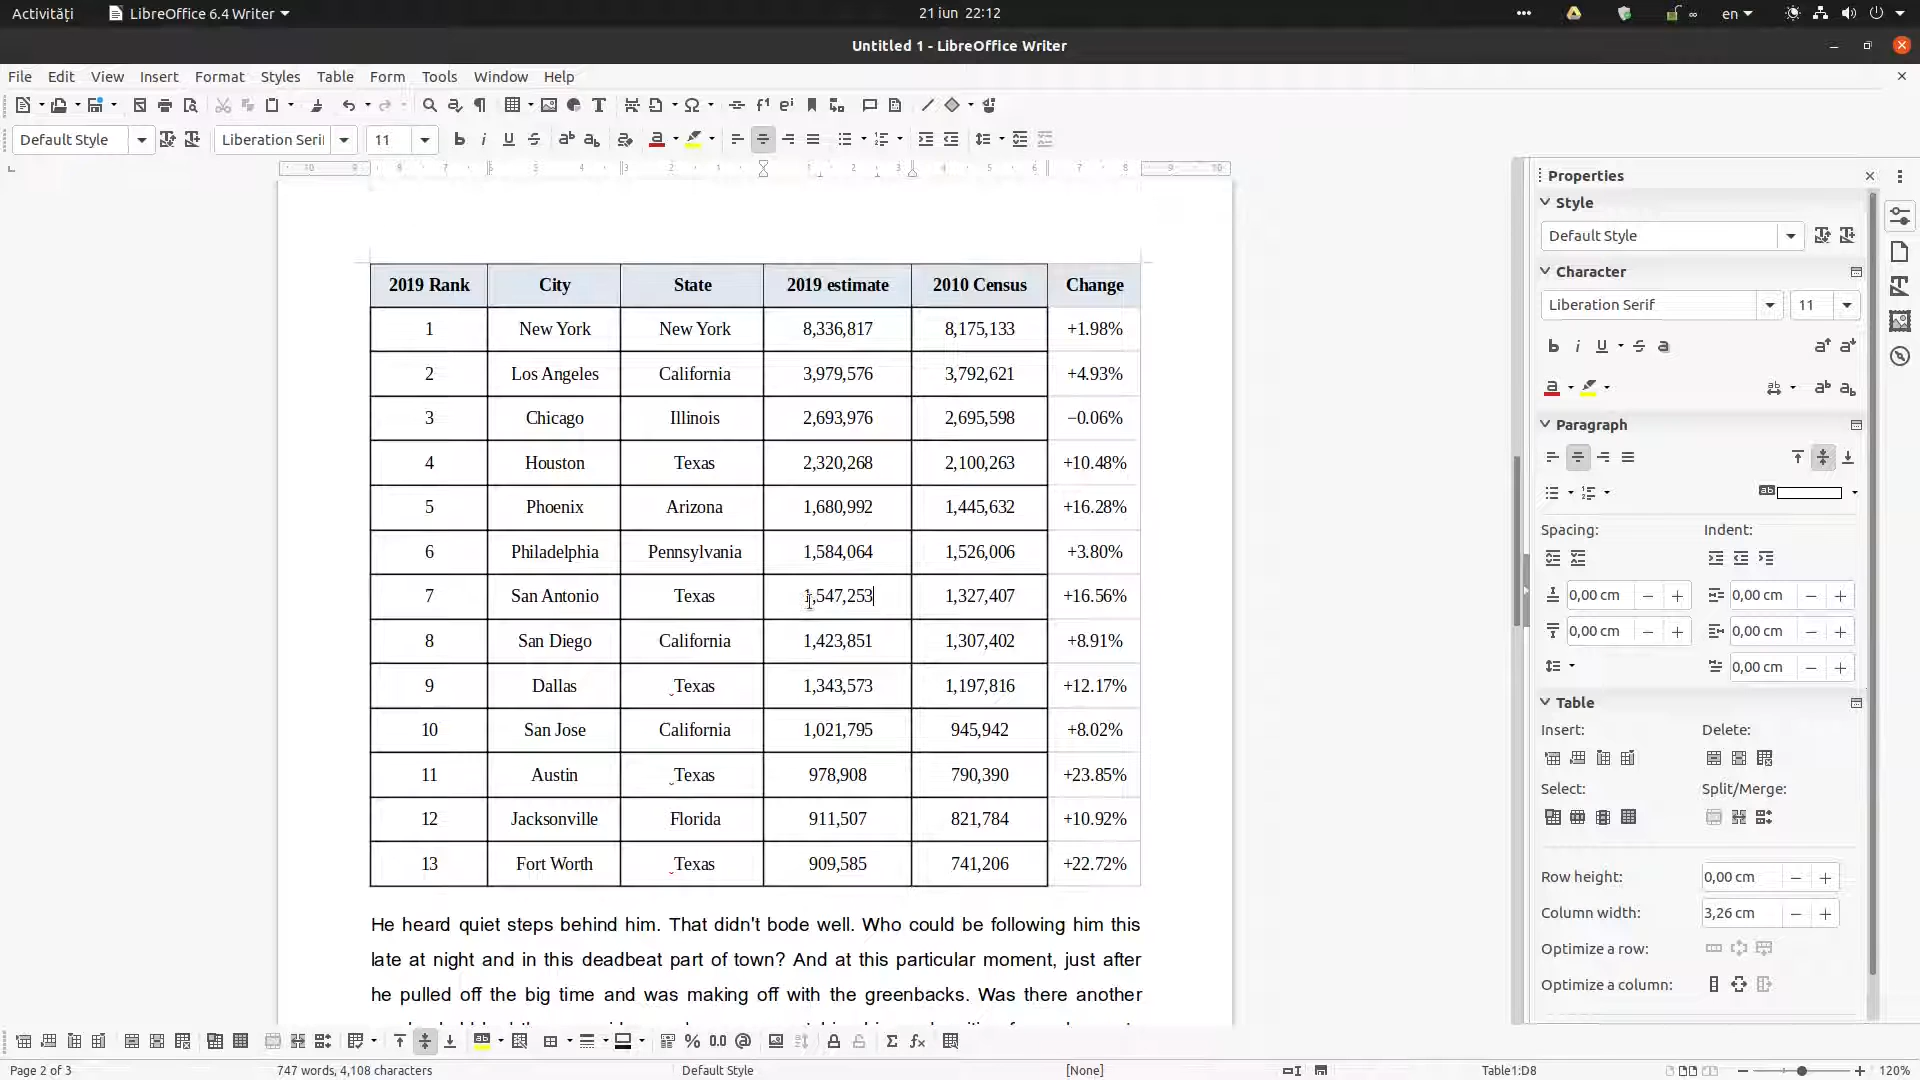 Activități
LibreOffice 6.4 Writer
21 iun 22:12
en
Untitled 1 - LibreOffice Writer
File Edit View Insert Format Styles Table Form Tools Window Help
Default Style
Liberation Seri
11
Properties
Style
Default Style
Character
Liberation Serif
11
Paragraph
Spacing: Indent:
0,00 cm 0,00 cm
0,00 cm 0,00 cm
0,00 cm
Table
Insert: Delete:
Select: Split/Merge:
Row height: 0,00 cm
Column width: 3,26 cm
Optimize a row:
Optimize a column:
2019 Rank City State 2019 estimate 2010 Census Change
1 New York New York 8,336,817 8,175,133 +1.98%
2 Los Angeles California 3,979,576 3,792,621 +4.93%
3 Chicago Illinois 2,693,976 2,695,598 −0.06%
4 Houston Texas 2,320,268 2,100,263 +10.48%
5 Phoenix Arizona 1,680,992 1,445,632 +16.28%
6 Philadelphia Pennsylvania 1,584,064 1,526,006 +3.80%
7 San Antonio Texas 1,547,253 1,327,407 +16.56%
8 San Diego California 1,423,851 1,307,402 +8.91%
9 Dallas Texas 1,343,573 1,197,816 +12.17%
10 San Jose California 1,021,795 945,942 +8.02%
11 Austin Texas 978,908 790,390 +23.85%
12 Jacksonville Florida 911,507 821,784 +10.92%
13 Fort Worth Texas 909,585 741,206 +22.72%
He heard quiet steps behind him. That didn't bode well. Who could be following him this
late at night and in this deadbeat part of town? And at this particular moment, just after
he pulled off the big time and was making off with the greenbacks. Was there another
Page 2 of 3
747 words, 4,108 characters
Default Style
[None]
Table1:D8
120%